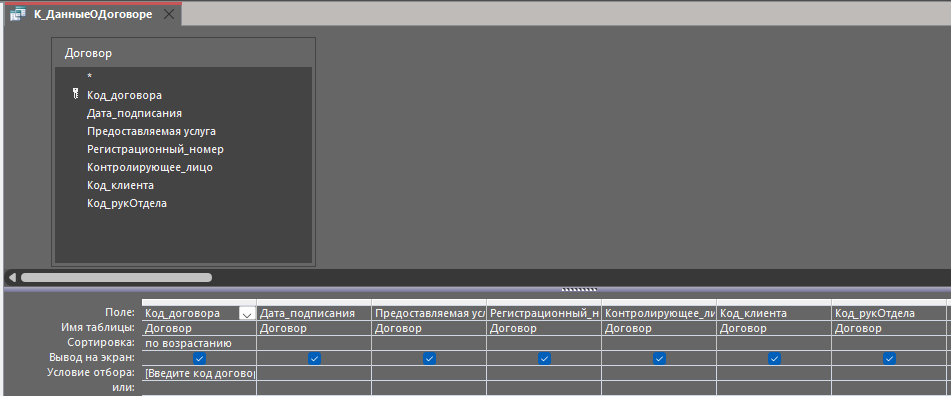 К_ДанныеОДоговоре
Договор
*
Код_договора
Дата_подписания
Предоставляемая услуга
Регистрационный_номер
Контролирующее_лицо
Код_клиента
Код_рукОтдела
Поле: Код_договора Дата_подписания Предоставляемая усл Регистрационный_н Контролирующее_ли Код_клиента Код_рукОтдела
Имя таблицы: Договор Договор Договор Договор Договор Договор Договор
Сортировка: по возрастанию
Вывод на экран:
Условие отбора: [Введите код договор
или: